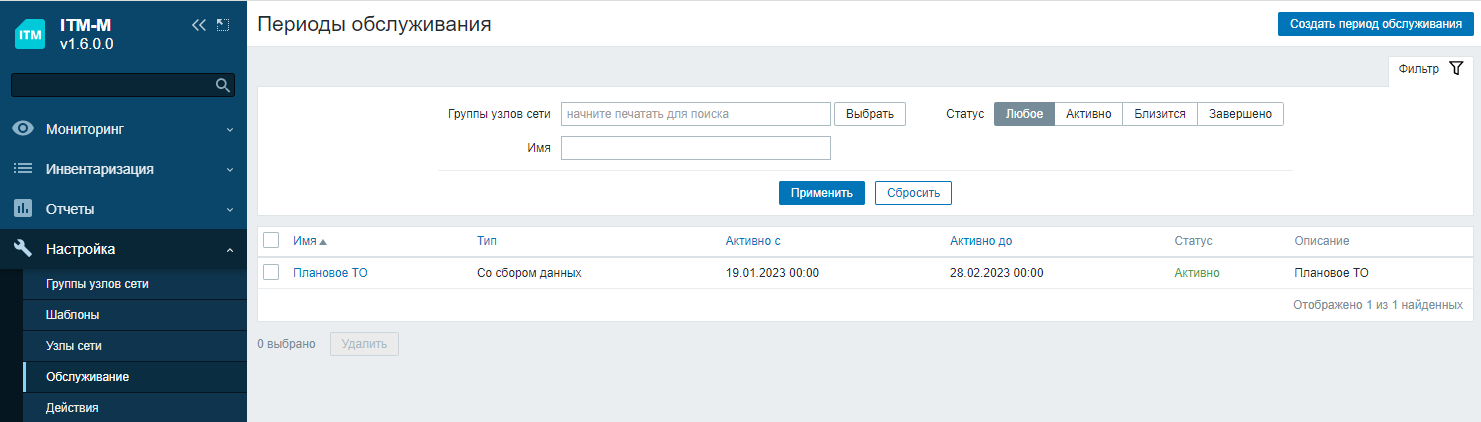 ITM
ITM-M
v1.6.0.0
Мониторинг
Инвентаризация
Отчеты
Настройка
Группы узлов сети
Шаблоны
Узлы сети
Обслуживание
Действия
Периоды обслуживания
Создать период обслуживания
Фильтр
Группы узлов сети начните печатать для поиска Выбрать Статус Любое Активно Близится Завершено
Имя
Применить Сбросить
Имя Тип Активно с Активно до Статус Описание
Плановое ТО Со сбором данных 19.01.2023 00:00 28.02.2023 00:00 Активно Плановое ТО
Отображено 1 из 1 найденных
0 выбрано Удалить